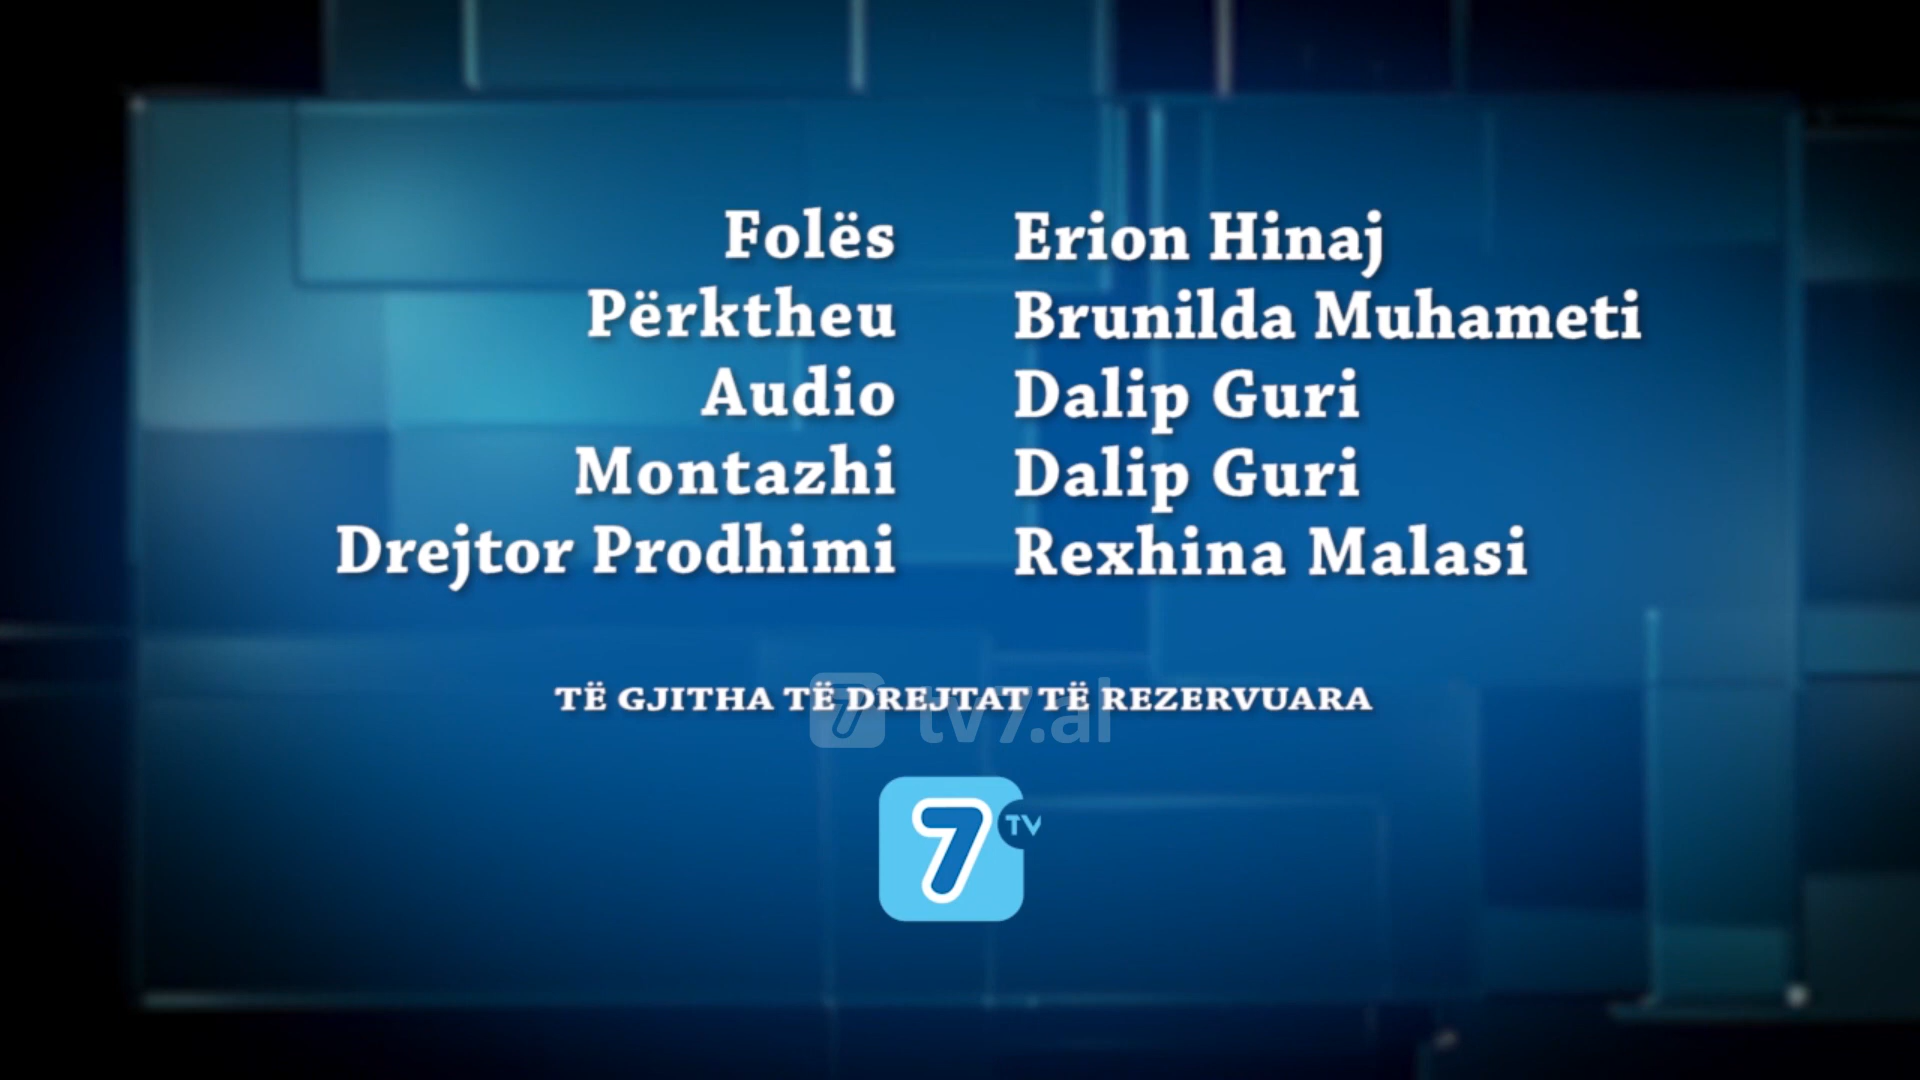 Folës Erion Hinaj
Përktheu Brunilda Muhameti
Audio Dalip Guri
Montazhi Dalip Guri
Drejtor Prodhimi Rexhina Malasi
TË GJITHA TË DREJTAT TË REZERVUARA
7 tv7.al
7 TV